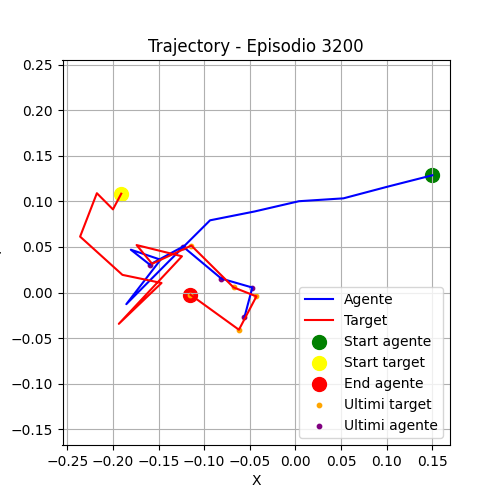 Trajectory - Episodio 3200
0.25
0.20
0.15
0.10
0.05
0.00
−0.05
−0.10
−0.15
−0.25 −0.20 −0.15 −0.10 −0.05 0.00 0.05 0.10 0.15
X
Agente
Target
Start agente
Start target
End agente
Ultimi target
Ultimi agente